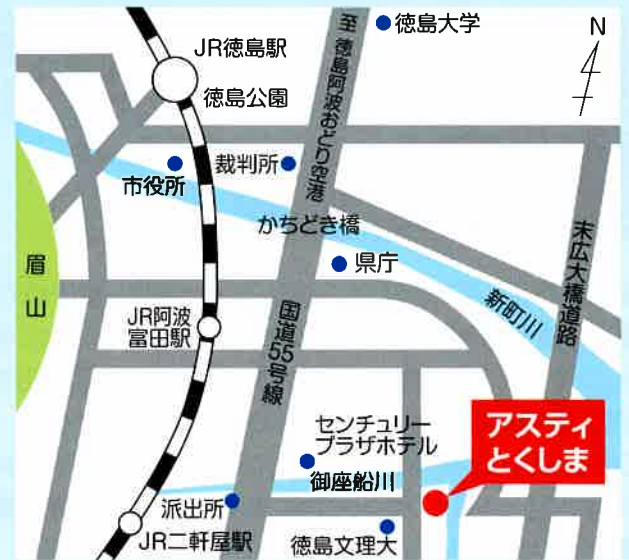 徳島大学
N
JR徳島駅
至 徳島阿波おどり空港
徳島公園
裁判所
市役所
かちどき橋
末広大橋道路
県庁
眉山
新町川
JR阿波
富田駅
国道55号線
センチュリー
プラザホテル
アスティ
とくしま
御座船川
派出所
JR二軒屋駅
徳島文理大